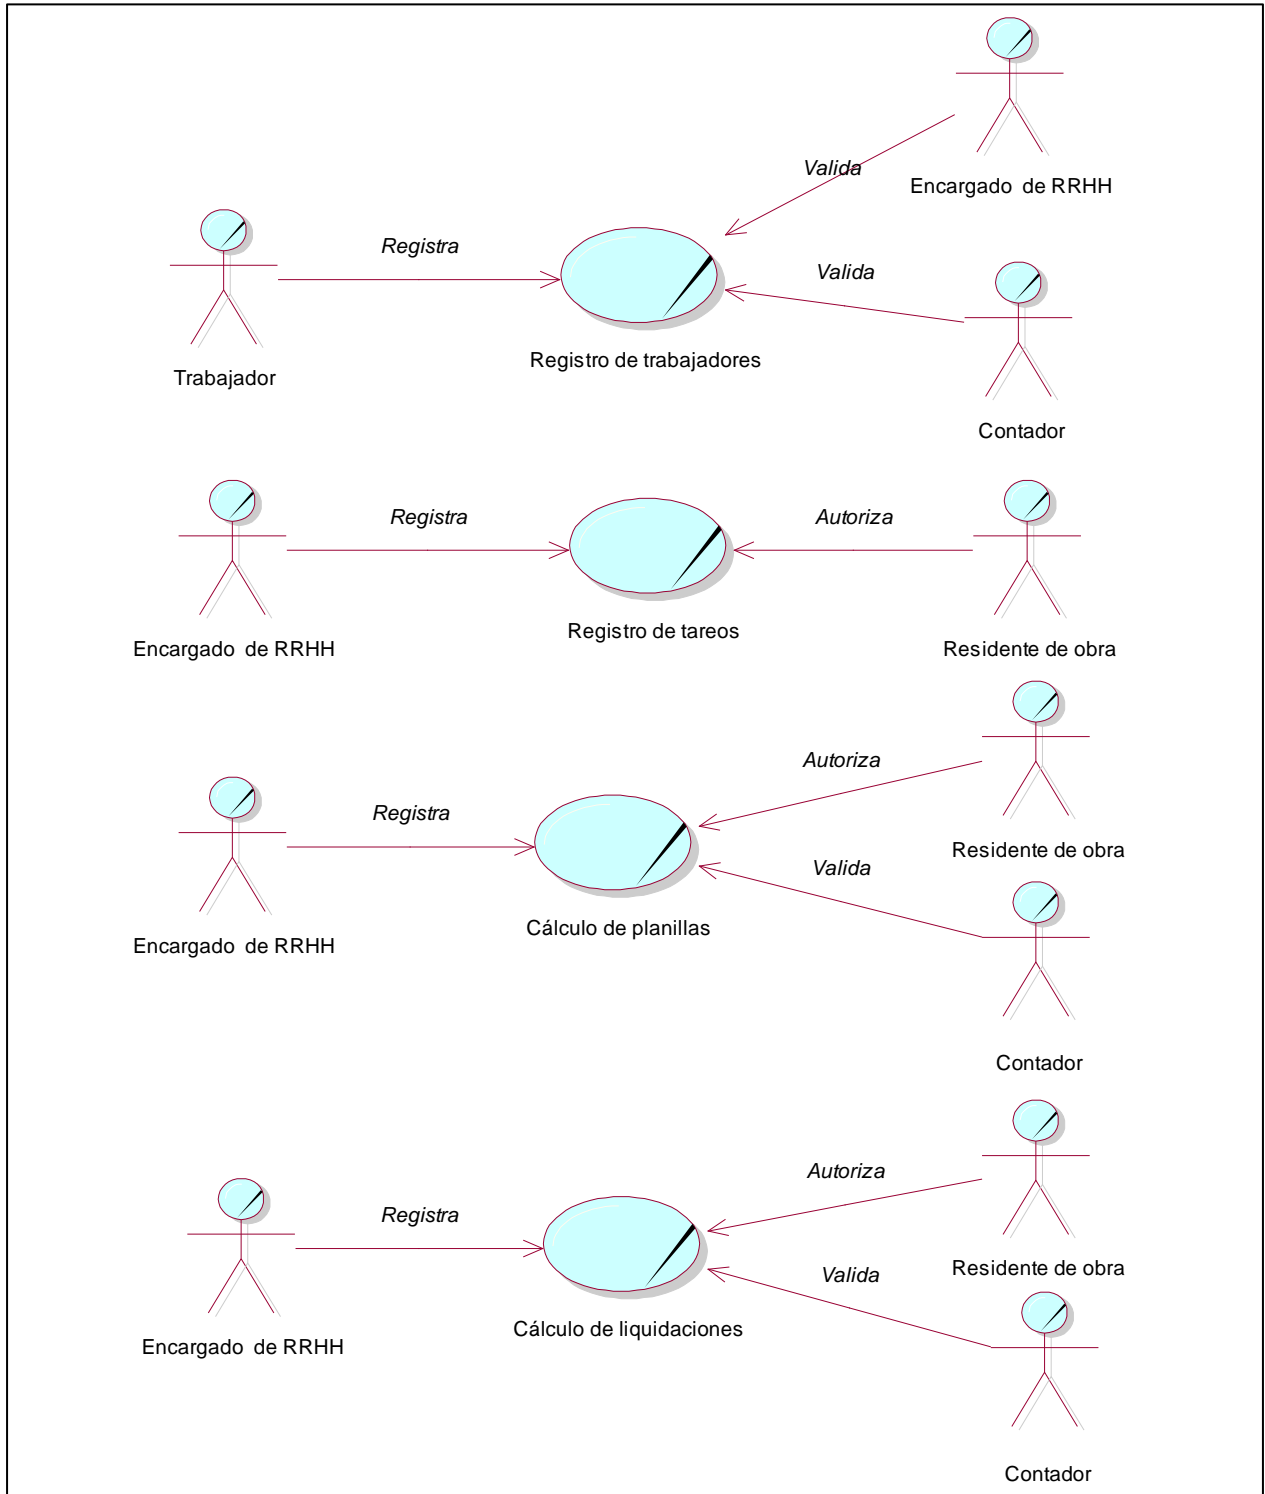 Valida
Encargado de RRHH
Registra
Valida
Registro de trabajadores
Trabajador
Contador
Registra
Autoriza
Registro de tareos
Encargado de RRHH
Residente de obra
Autoriza
Registra
Residente de obra
Valida
Cálculo de planillas
Encargado de RRHH
Contador
Autoriza
Registra
Residente de obra
Valida
Cálculo de liquidaciones
Encargado de RRHH
Contador